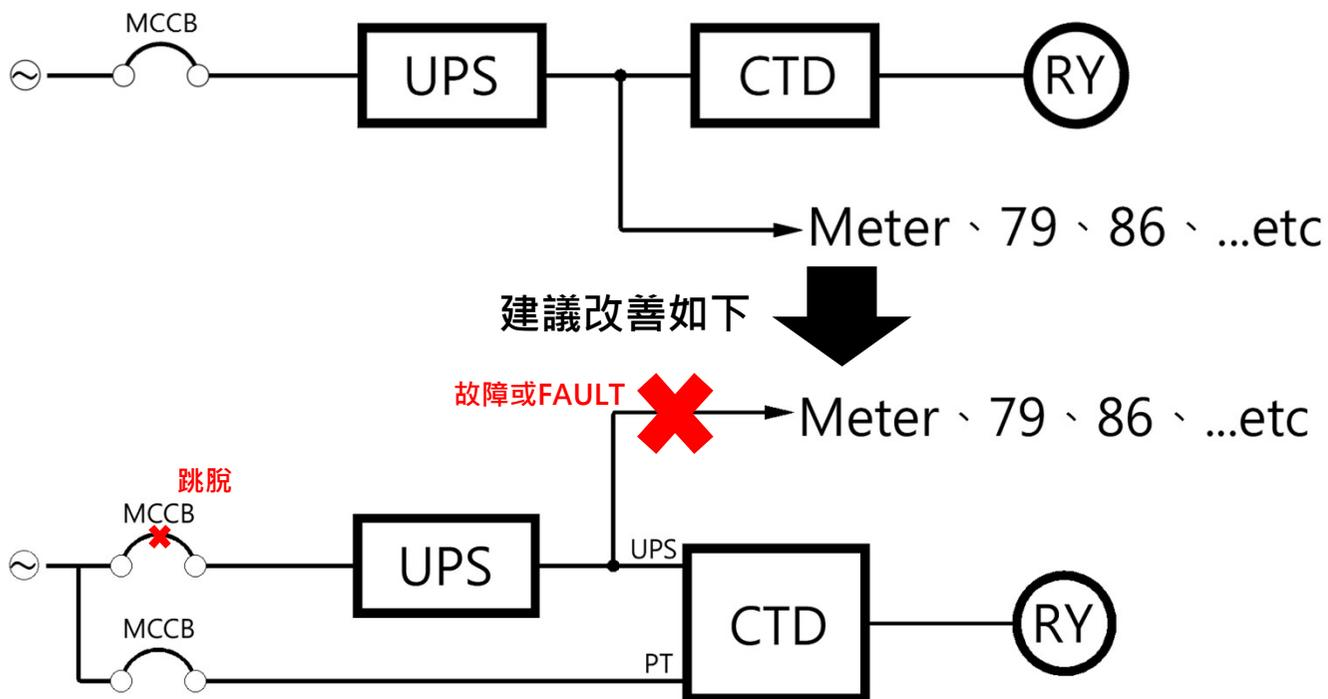 MCCB
~
UPS
CTD
RY
Meter、79、86、...etc
建議改善如下
故障或FAULT
Meter、79、86、...etc
跳脫
MCCB
~
UPS
UPS
CTD
RY
MCCB
PT